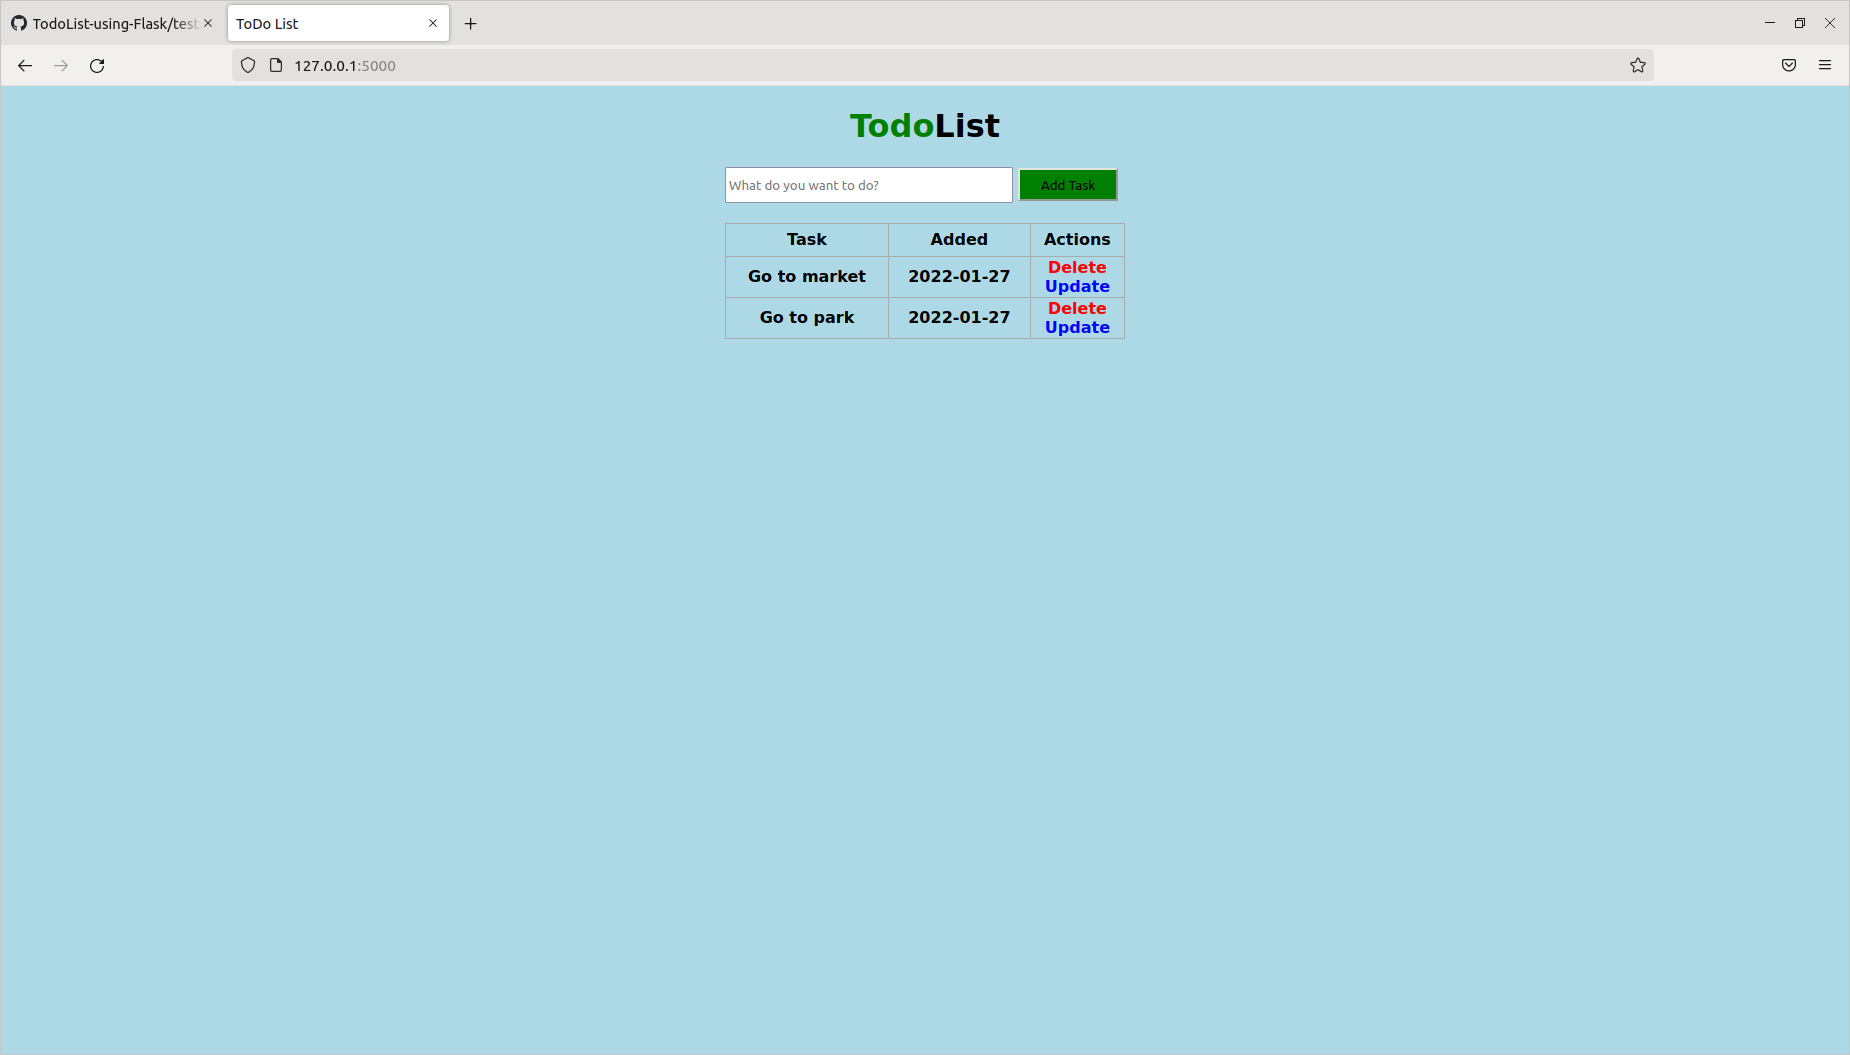 TodoList-using-Flask/test
ToDo List
127.0.0.1:5000
TodoList
What do you want to do? Add Task
Task Added Actions
Go to market 2022-01-27 Delete
Update
Go to park 2022-01-27 Delete
Update